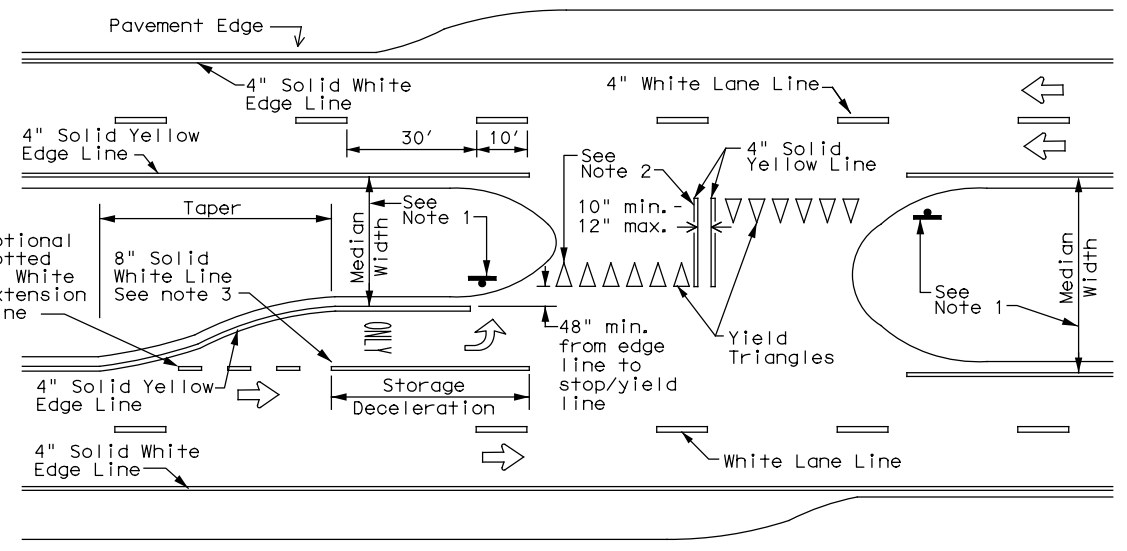 Pavement Edge
4" Solid White
Edge Line
4" White Lane Line
4" Solid Yellow
Edge Line
30'
10'
See
Note 2
4" Solid
Yellow Line
Taper
See
Note 1
10" min.
12" max.
Median
Width
8" Solid
White Line
See note 3
White
ONLY
48" min.
from edge
line to
stop/yield
line
Yield
Triangles
See
Note 1
Median
Width
4" Solid Yellow
Edge Line
Storage
Deceleration
4" Solid White
Edge Line
White Lane Line